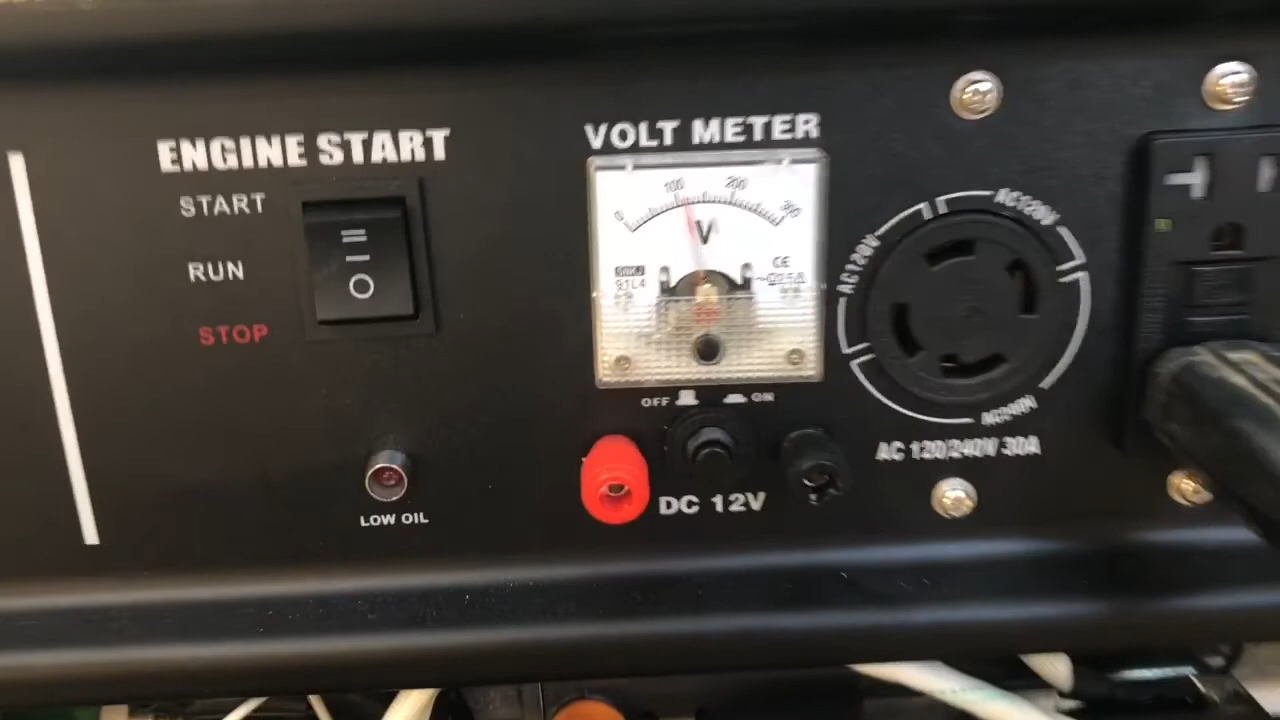 ENGINE START
START
RUN
STOP
LOW OIL
VOLT METER
0 100 200
V
91L4
CE
OFF ON
DC 12V
AC120V
AC120V
AC240V
AC 120/240V 30A